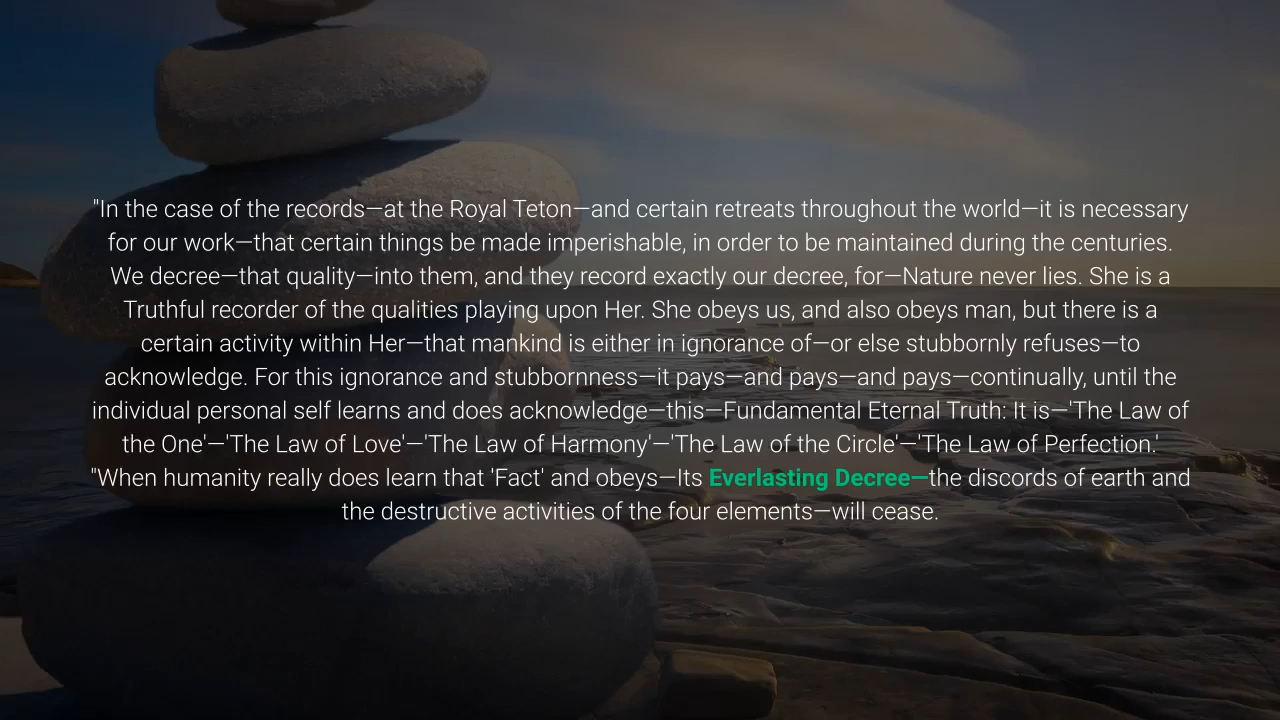 "In the case of the records—at the Royal Teton—and certain retreats throughout the world—it is necessary
for our work—that certain things be made imperishable, in order to be maintained during the centuries.
We decree—that quality—into them, and they record exactly our decree, for—Nature never lies. She is a
Truthful recorder of the qualities playing upon Her. She obeys us, and also obeys man, but there is a
certain activity within Her—that mankind is either in ignorance of—or else stubbornly refuses—to
acknowledge. For this ignorance and stubbornness—it pays—and pays—and pays—continually, until the
individual personal self learns and does acknowledge—this—Fundamental Eternal Truth: It is—'The Law of
the One'—'The Law of Love'—'The Law of Harmony'—'The Law of the Circle'—'The Law of Perfection.'
"When humanity really does learn that 'Fact' and obeys—Its Everlasting Decree—the discords of earth and
the destructive activities of the four elements—will cease.